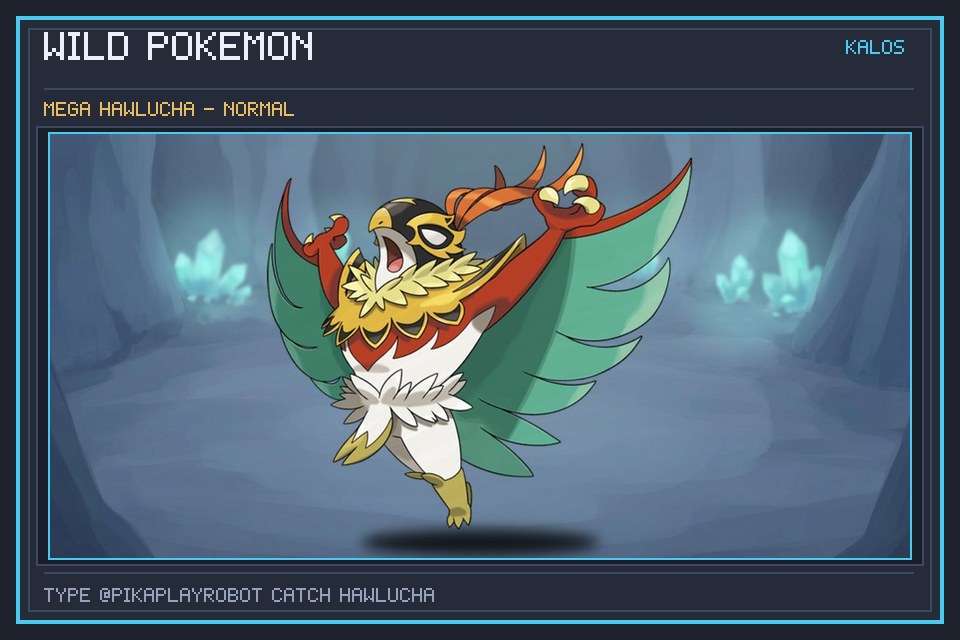 WILD POKEMON
KALOS
MEGA HAWLUCHA - NORMAL
TYPE @PIKAPLAYROBOT CATCH HAWLUCHA